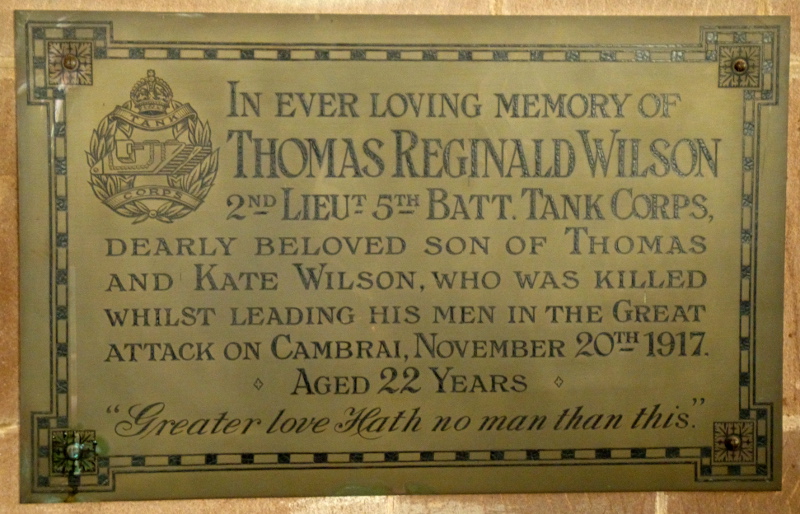 TANK
CORPS
IN EVER LOVING MEMORY OF
THOMAS REGINALD WILSON
2ND LIEUT 5TH BATT. TANK CORPS,
DEARLY BELOVED SON OF THOMAS
AND KATE WILSON, WHO WAS KILLED
WHILST LEADING HIS MEN IN THE GREAT
ATTACK ON CAMBRAI, NOVEMBER 20TH 1917.
AGED 22 YEARS
"Greater love Hath no man than this."